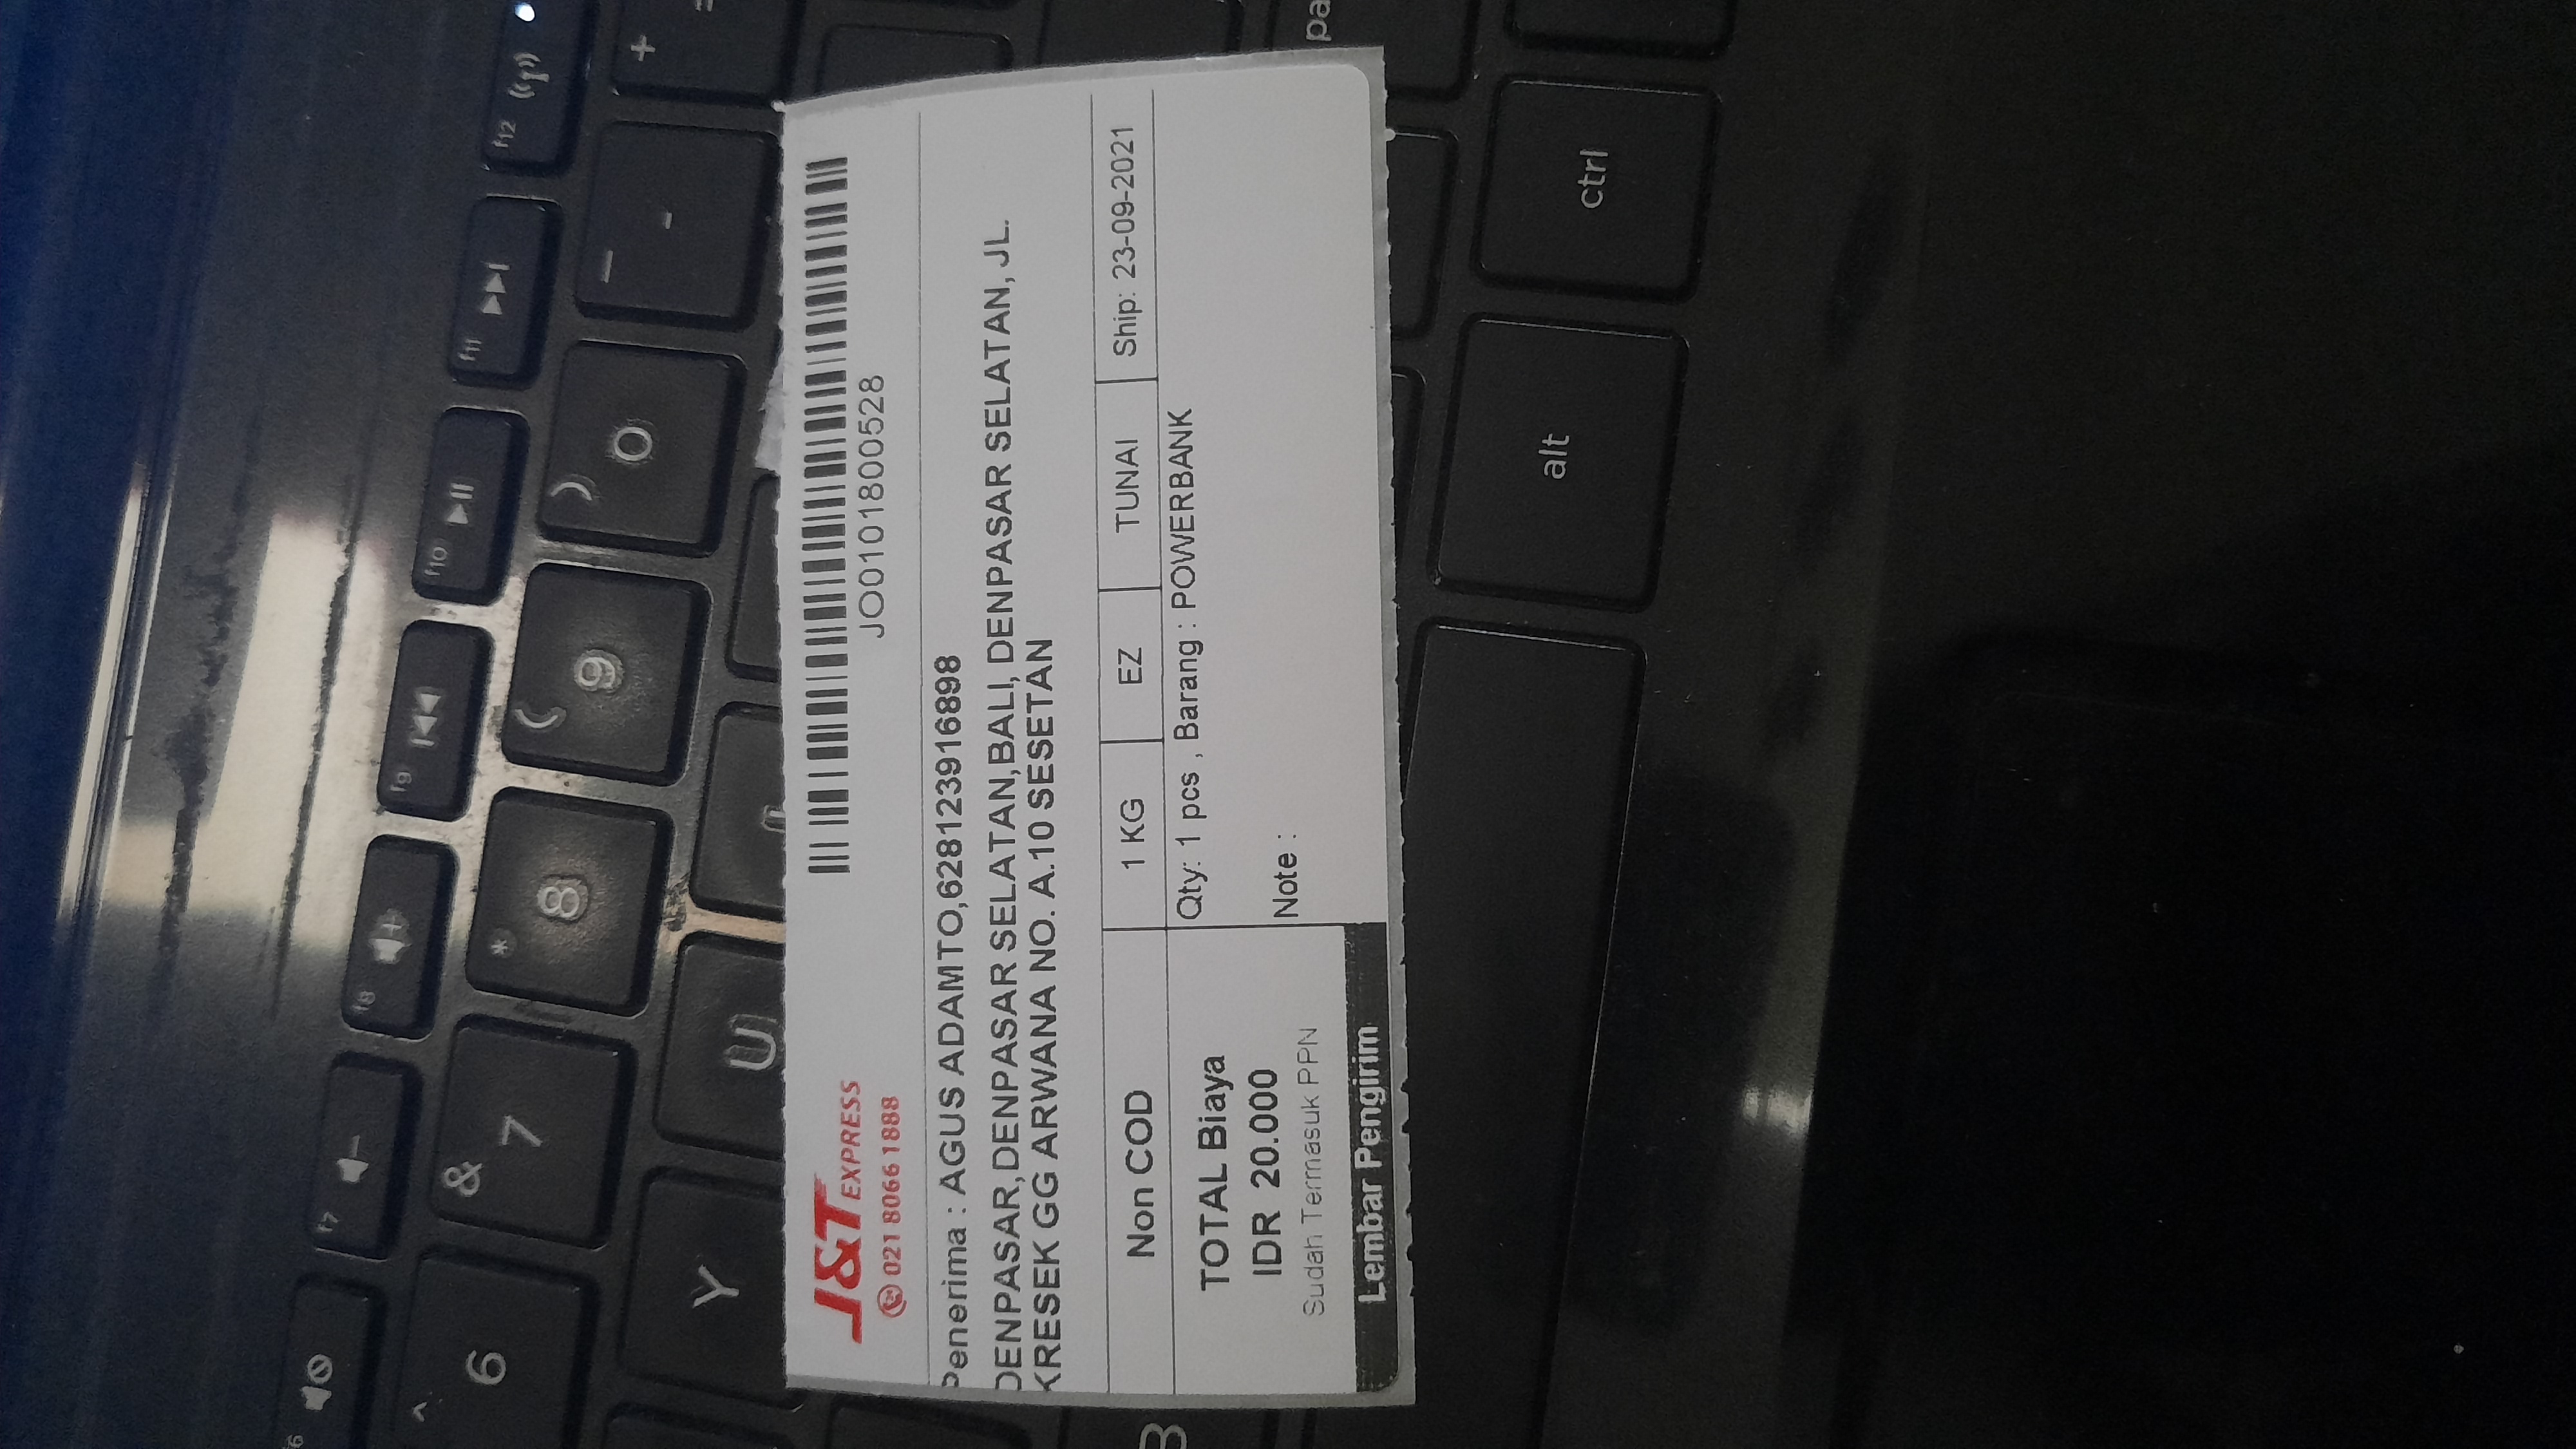 f6
f7
f8
f9
f10
f11
f12
^
6
&
7
*
8
(
9
)
0
-
+
=
Y
U
I
J&T EXPRESS
021 8066 1888
JO0101800528
Penerima : AGUS ADAMTO,628123916898
DENPASAR,DENPASAR SELATAN,BALI, DENPASAR SELATAN, JL.
KRESEK GG ARWANA NO. A.10 SESETAN
Non COD
1 KG
EZ
TUNAI
Ship: 23-09-2021
TOTAL Biaya
IDR 20.000
Sudah Termasuk PPN
Lembar Pengirim
Qty: 1 pcs , Barang : POWERBANK
Note :
B
alt
ctrl